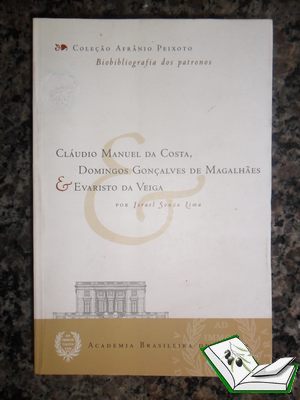 Coleção Afrânio Peixoto
Biobibliografia dos patronos
&
Cláudio Manuel da Costa,
Domingos Gonçalves de Magalhães
& Evaristo da Veiga
por Israel Souza Lima
Academia Brasileira
AD